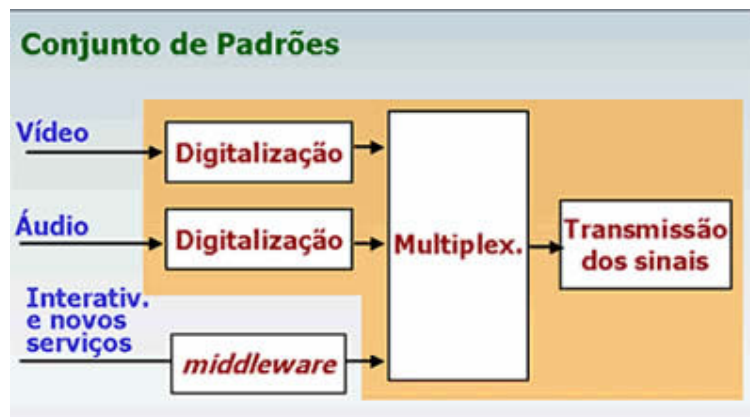 Conjunto de Padrões
Vídeo
Digitalização
Áudio
Digitalização
Multiplex.
Transmissão
dos sinais
Interativ.
e novos
serviços
middleware